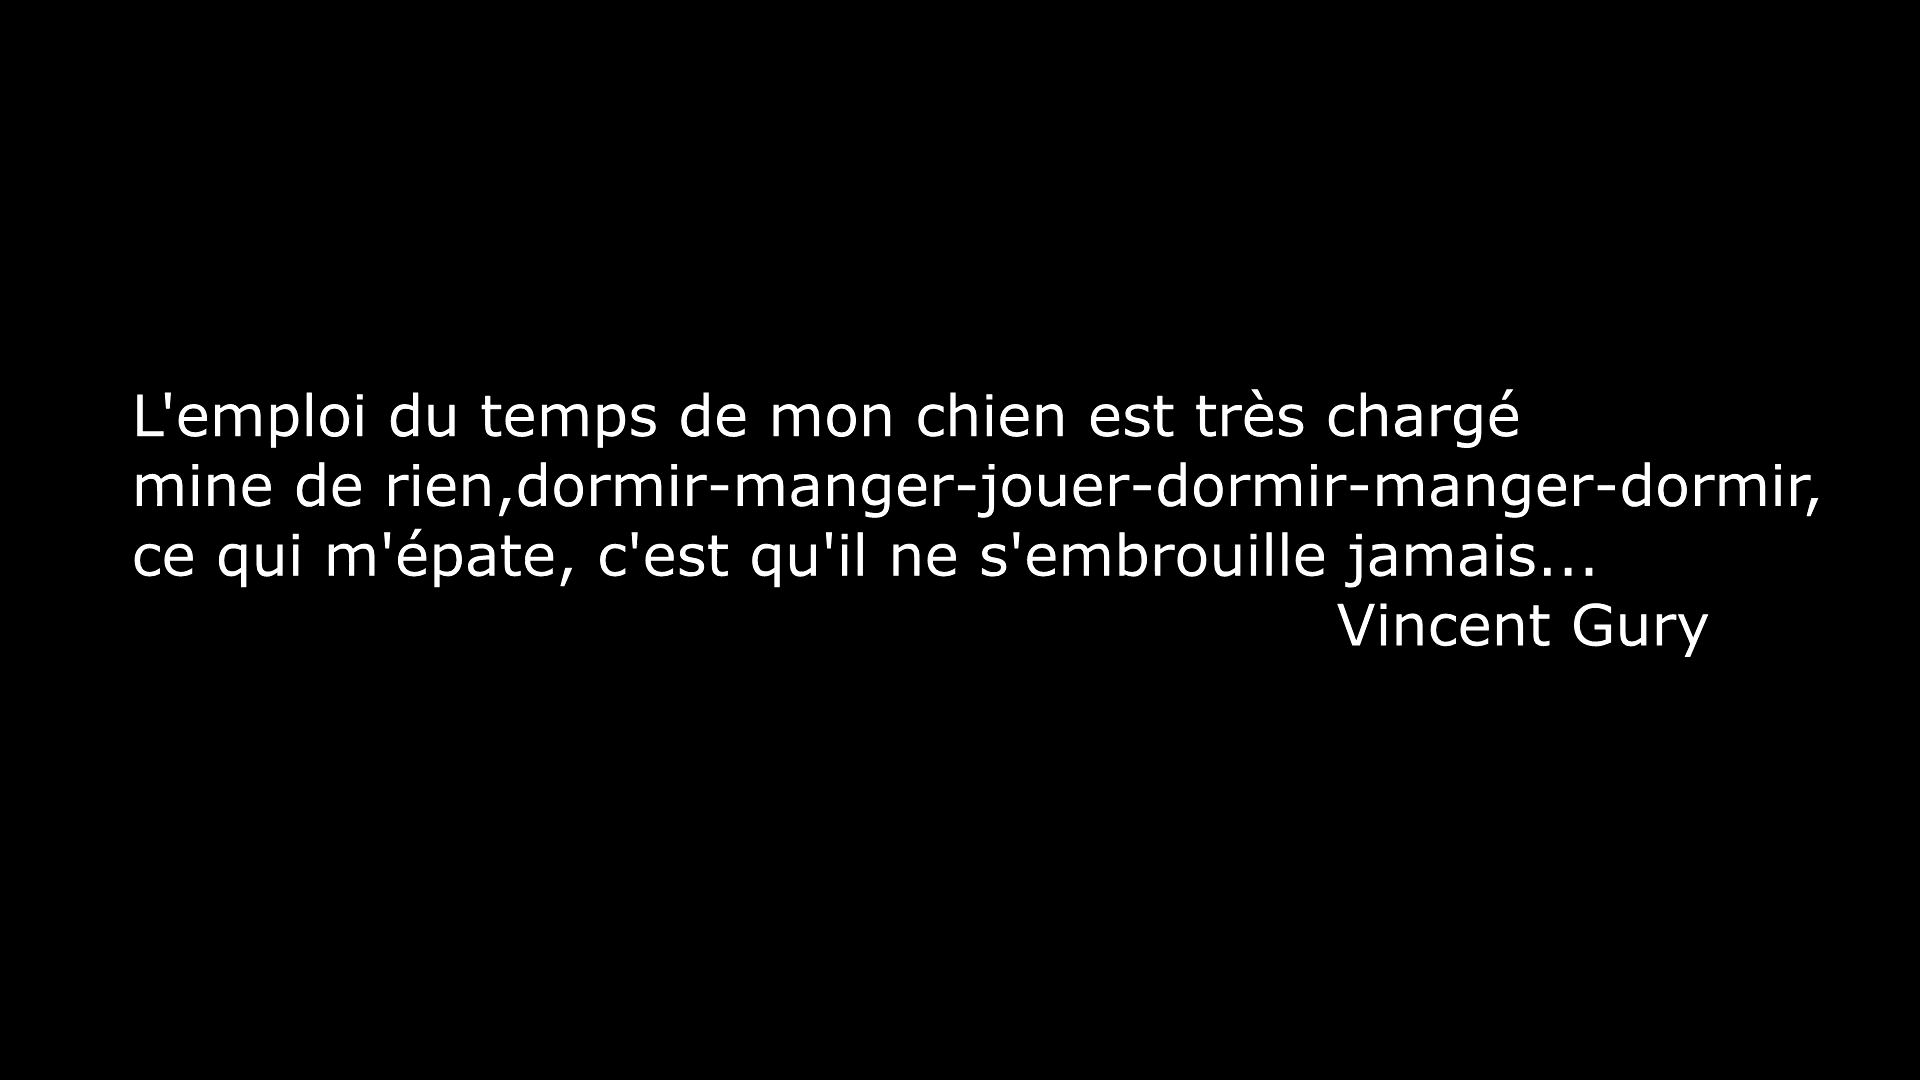 L'emploi du temps de mon chien est très chargé
mine de rien,dormir-manger-jouer-dormir-manger-dormir,
ce qui m'épate, c'est qu'il ne s'embrouille jamais...
Vincent Gury